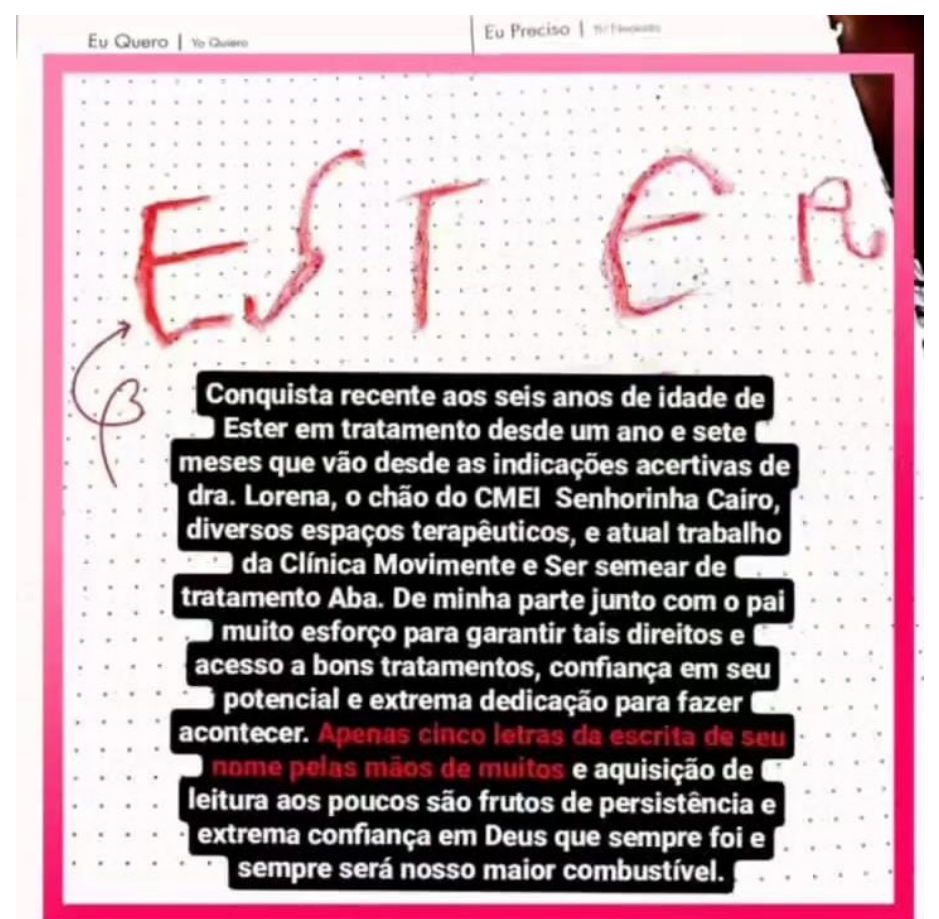 Eu Quero | Yo Quiero
Eu Preciso | Yo Necesito
EST ER
Conquista recente aos seis anos de idade de
Ester em tratamento desde um ano e sete
meses que vão desde as indicações acertivas de
dra. Lorena, o chão do CMEI Senhorinha Cairo,
diversos espaços terapêuticos, e atual trabalho
da Clínica Movimente e Ser semear de
tratamento Aba. De minha parte junto com o pai
muito esforço para garantir tais direitos e
acesso a bons tratamentos, confiança em seu
potencial e extrema dedicação para fazer
acontecer. Apenas cinco letras da escrita de seu
nome pelas mãos de muitos e aquisição de
leitura aos poucos são frutos de persistência e
extrema confiança em Deus que sempre foi e
sempre será nosso maior combustível.